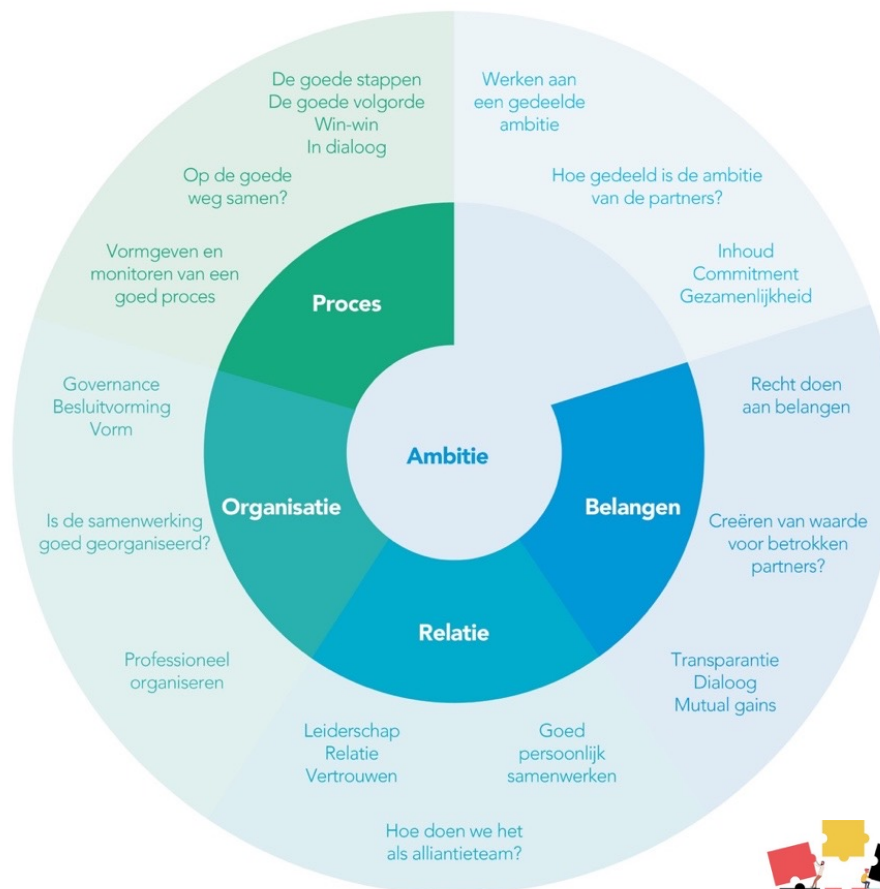 De goede stappen
De goede volgorde
Win-win
In dialoog
Op de goede
weg samen?
Vormgeven en
monitoren van een
goed proces
Proces
Werken aan
een gedeelde
ambitie
Hoe gedeeld is de ambitie
van de partners?
Inhoud
Commitment
Gezamenlijkheid
Ambitie
Recht doen
aan belangen
Creëren van waarde
voor betrokken
partners?
Transparantie
Dialoog
Mutual gains
Belangen
Relatie
Goed
persoonlijk
samenwerken
Hoe doen we het
als alliantieteam?
Leiderschap
Relatie
Vertrouwen
Organisatie
Governance
Besluitvorming
Vorm
Is de samenwerking
goed georganiseerd?
Professioneel
organiseren